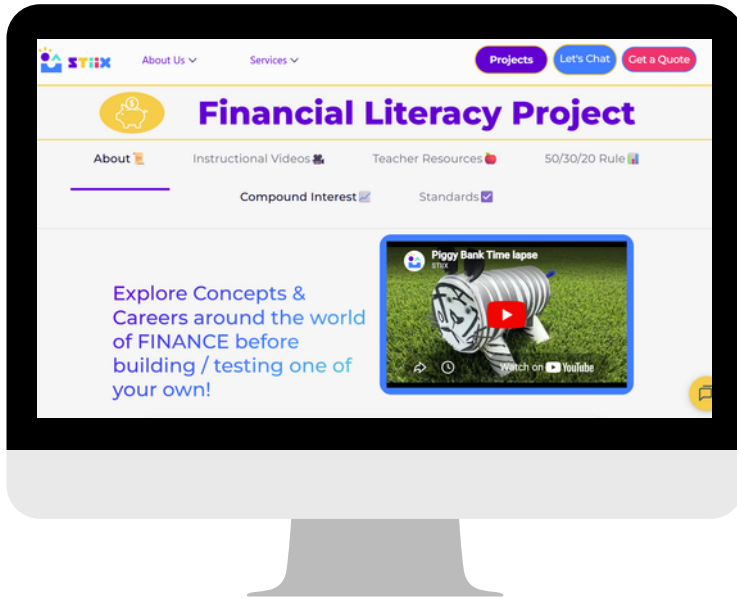 STiiX About Us Services Projects Let's Chat Get a Quote
Financial Literacy Project
About Instructional Videos Teacher Resources 50/30/20 Rule
Compound Interest Standards
Piggy Bank Time lapse
STIIX
Explore Concepts &
Careers around the world
of FINANCE before
building / testing one of
your own!
Watch on YouTube